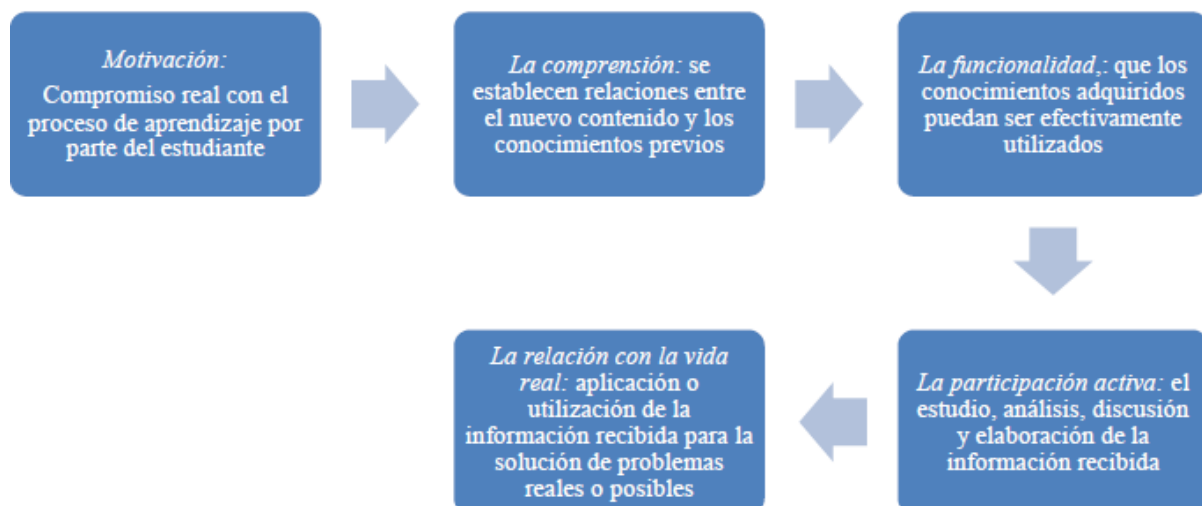 Motivación:
Compromiso real con el
proceso de aprendizaje por
parte del estudiante
La comprensión: se
establecen relaciones entre
el nuevo contenido y los
conocimientos previos
La funcionalidad,: que los
conocimientos adquiridos
puedan ser efectivamente
utilizados
La participación activa: el
estudio, análisis, discusión
y elaboración de la
información recibida
La relación con la vida
real: aplicación o
utilización de la
información recibida para la
solución de problemas
reales o posibles